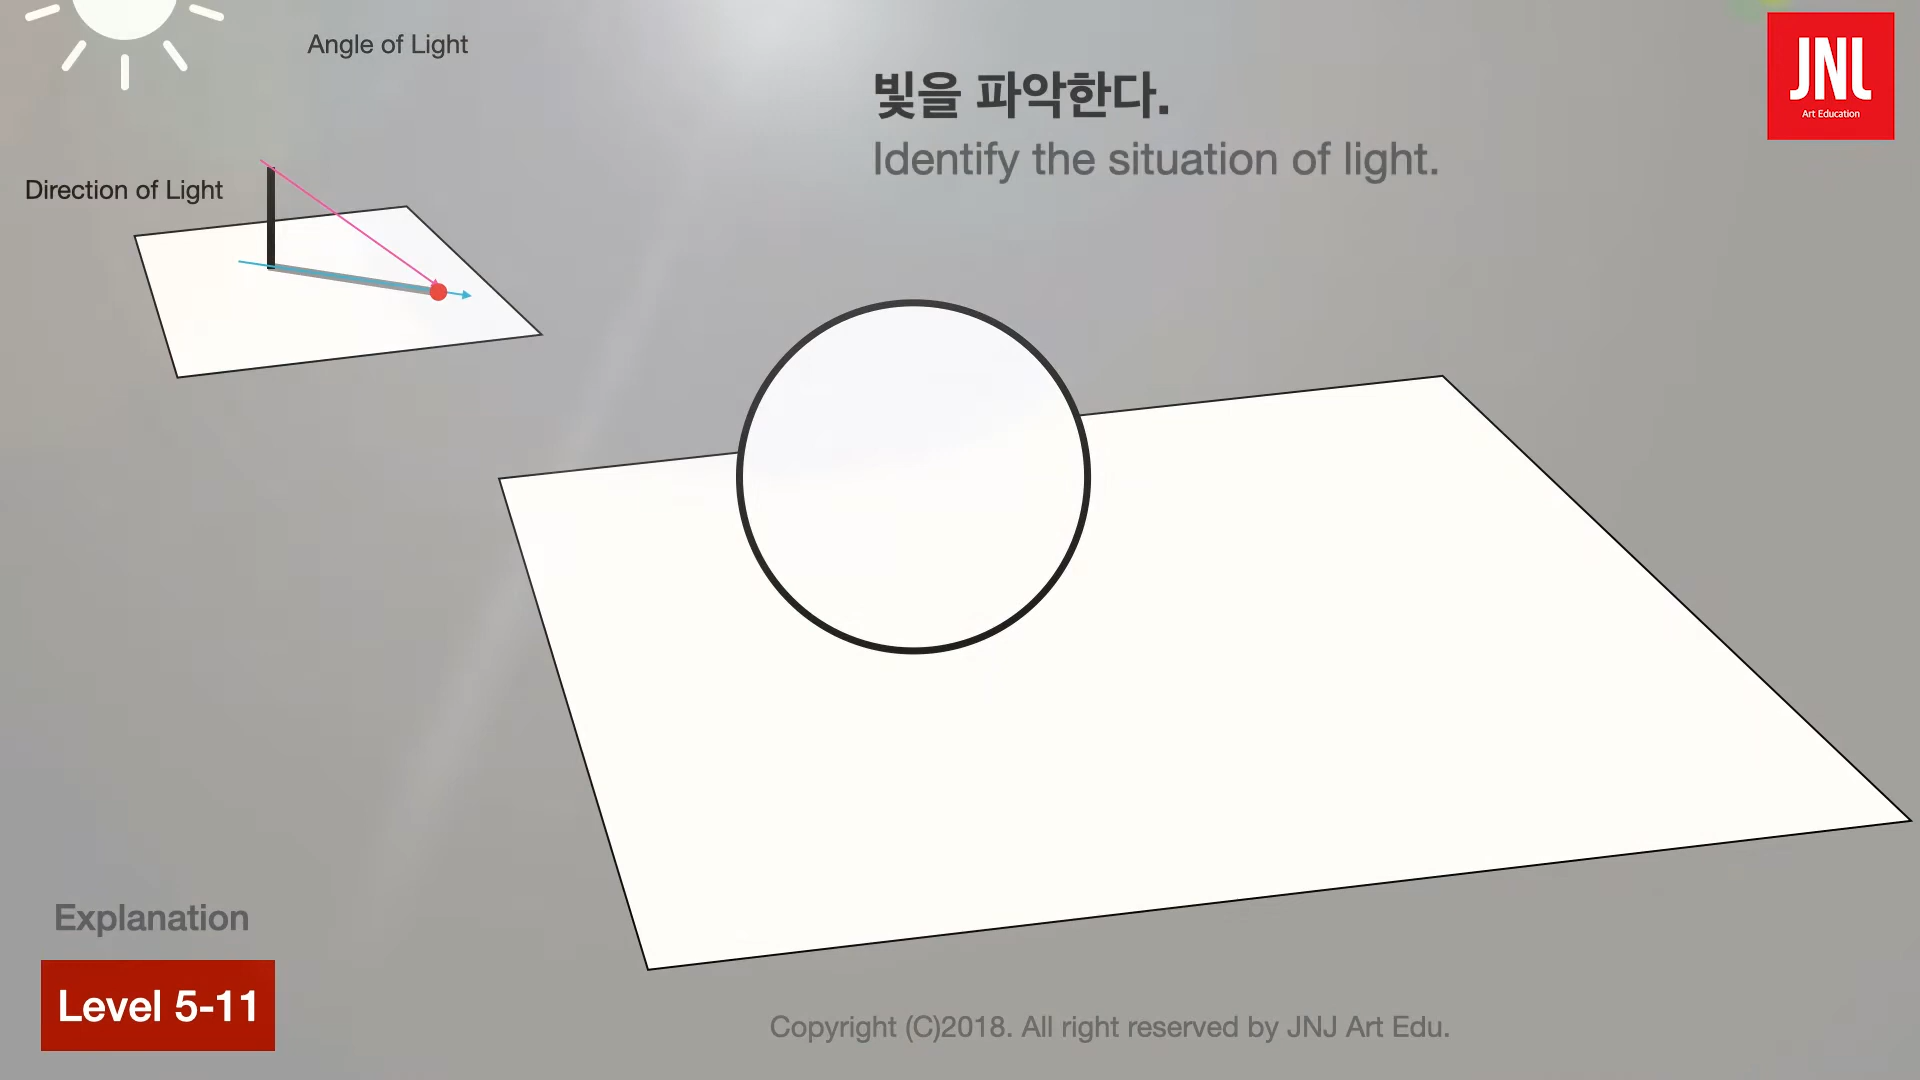 Angle of Light
빛을 파악한다.
Identify the situation of light.
JNL
Art Education
Direction of Light
Explanation
Level 5-11
Copyright (C)2018. All right reserved by JNJ Art Edu.